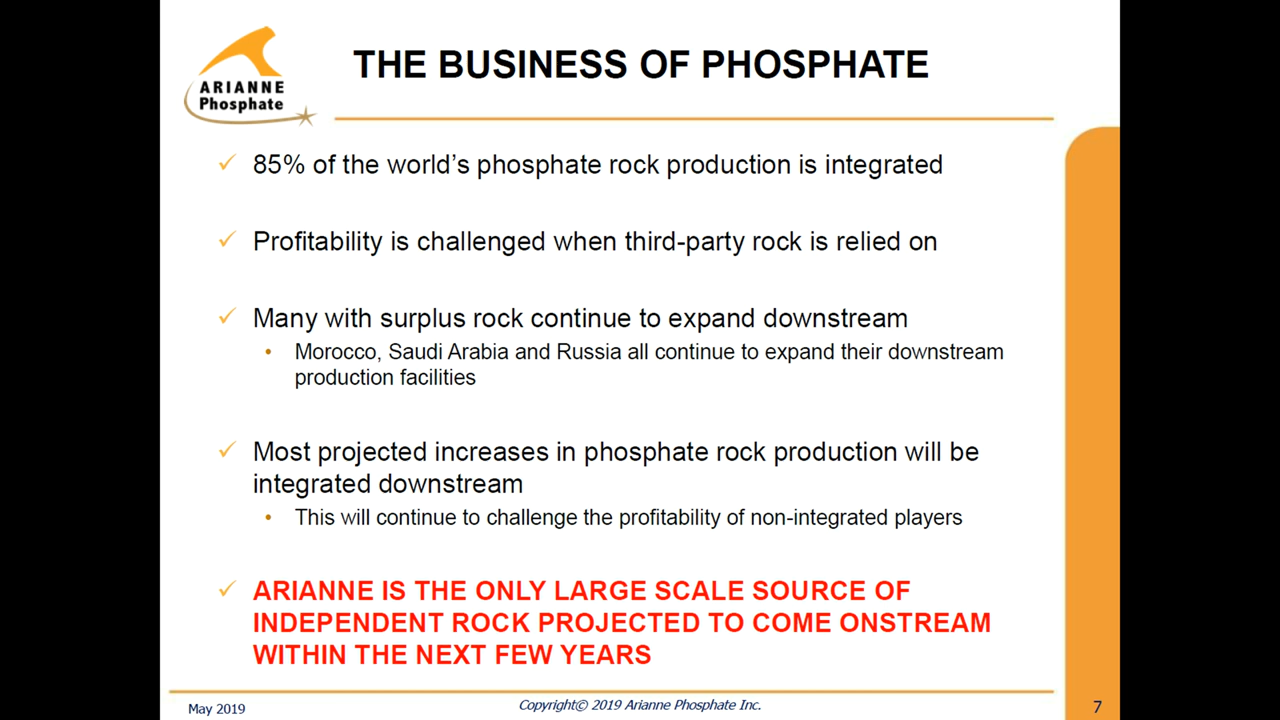 ARIANNE
Phosphate
THE BUSINESS OF PHOSPHATE
85% of the world's phosphate rock production is integrated
Profitability is challenged when third-party rock is relied on
Many with surplus rock continue to expand downstream
Morocco, Saudi Arabia and Russia all continue to expand their downstream
production facilities
Most projected increases in phosphate rock production will be
integrated downstream
This will continue to challenge the profitability of non-integrated players
ARIANNE IS THE ONLY LARGE SCALE SOURCE OF
INDEPENDENT ROCK PROJECTED TO COME ONSTREAM
WITHIN THE NEXT FEW YEARS
May 2019
Copyright© 2019 Arianne Phosphate Inc.
7